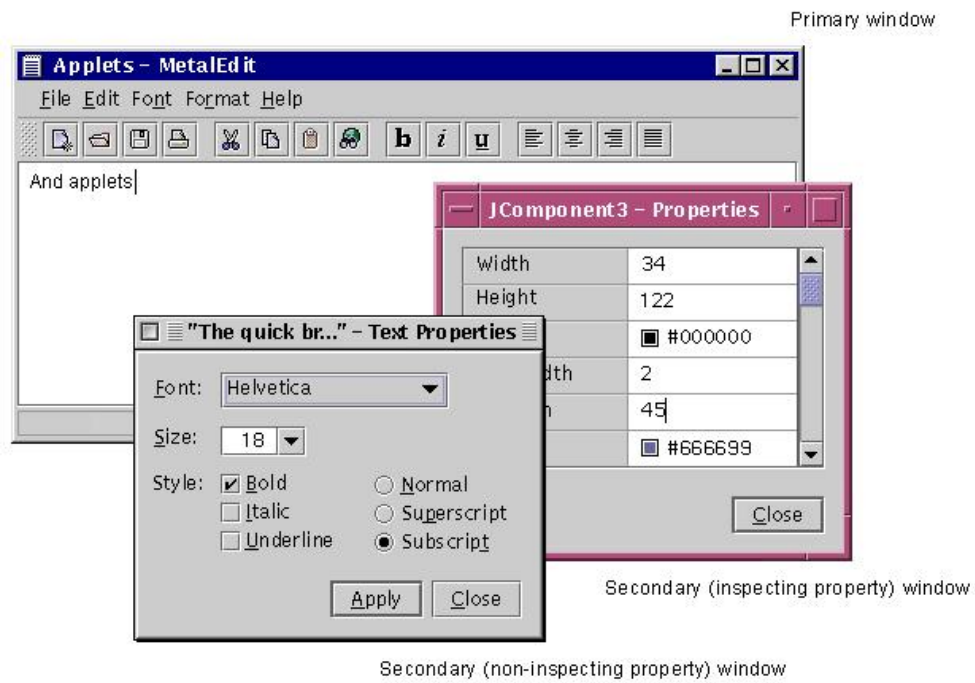 Primary window
Applets – MetalEdit
File Edit Font Format Help
b i u
And applets
JComponent3 – Properties
Width 34
Height 122
#000000
dth 2
45
#666699
Close
"The quick br..." – Text Properties
Font: Helvetica
Size: 18
Style: Bold Normal
Italic Superscript
Underline Subscript
Apply Close
Secondary (inspecting property) window
Secondary (non-inspecting property) window